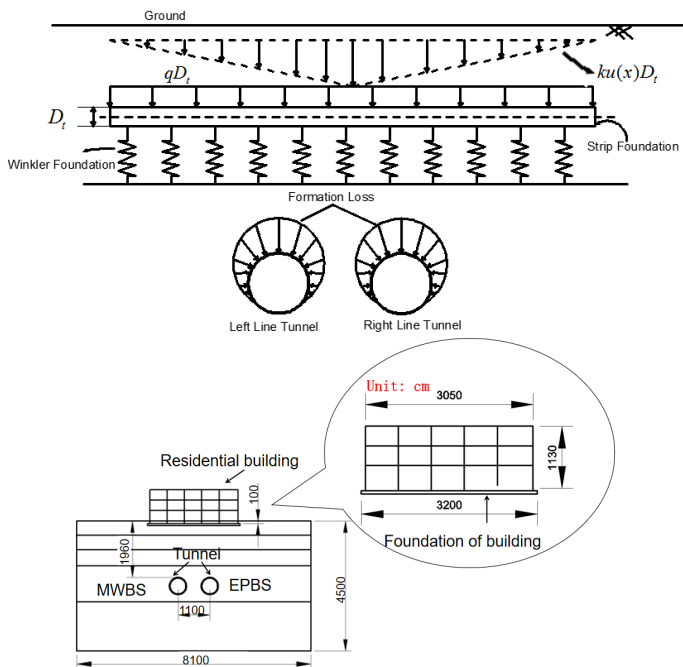 Ground
qD_t
ku(x)D_t
D_t
Winkler Foundation
Strip Foundation
Formation Loss
Left Line Tunnel
Right Line Tunnel
Unit: cm
3050
1130
3200
Foundation of building
Residential building
100
1960
Tunnel
MWBS
EPBS
1100
4500
8100